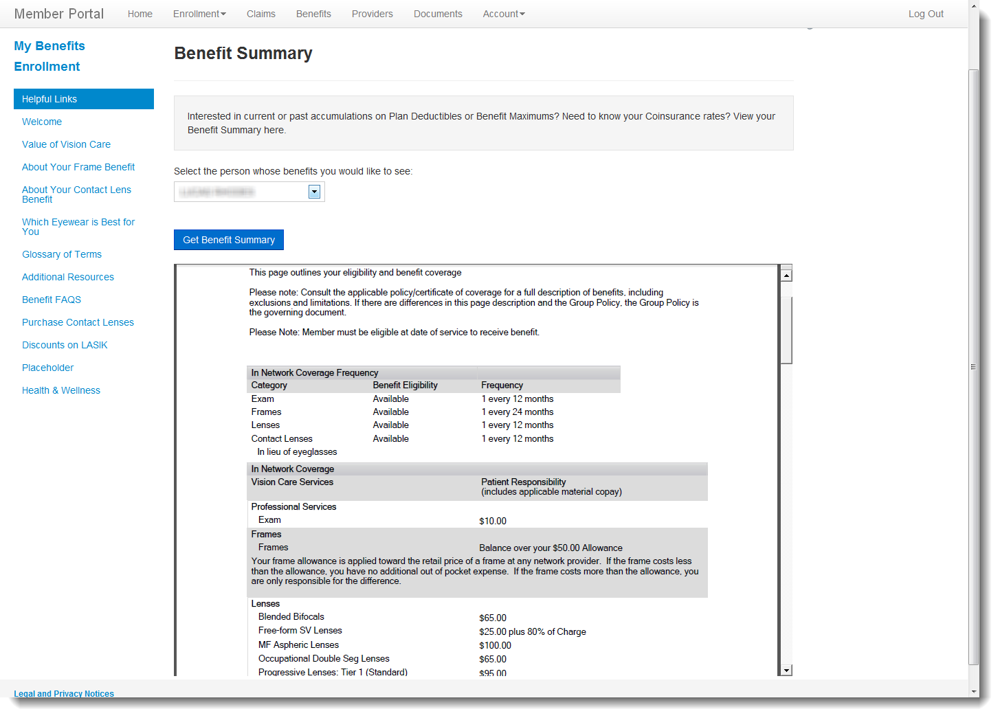 Member Portal Home Enrollment Claims Benefits Providers Documents Account Log Out
My Benefits
Enrollment
Helpful Links
Welcome
Value of Vision Care
About Your Frame Benefit
About Your Contact Lens
Benefit
Which Eyewear is Best for
You
Glossary of Terms
Additional Resources
Benefit FAQS
Purchase Contact Lenses
Discounts on LASIK
Placeholder
Health & Wellness
Benefit Summary
Interested in current or past accumulations on Plan Deductibles or Benefit Maximums? Need to know your Coinsurance rates? View your
Benefit Summary here.
Select the person whose benefits you would like to see:
Get Benefit Summary
This page outlines your eligibility and benefit coverage
Please note: Consult the applicable policy/certificate of coverage for a full description of benefits, including
exclusions and limitations. If there are differences in this page description and the Group Policy, the Group Policy is
the governing document.
Please Note: Member must be eligible at date of service to receive benefit.
In Network Coverage Frequency
Category Benefit Eligibility Frequency
Exam Available 1 every 12 months
Frames Available 1 every 24 months
Lenses Available 1 every 12 months
Contact Lenses Available 1 every 12 months
In lieu of eyeglasses
In Network Coverage
Vision Care Services Patient Responsibility
(includes applicable material copay)
Professional Services
Exam $10.00
Frames
Frames Balance over your $50.00 Allowance
Your frame allowance is applied toward the retail price of a frame at any network provider. If the frame costs less
than the allowance, you have no additional out of pocket expense. If the frame costs more than the allowance, you
are only responsible for the difference.
Lenses
Blended Bifocals $65.00
Free-form SV Lenses $25.00 plus 80% of Charge
MF Aspheric Lenses $100.00
Occupational Double Seg Lenses $65.00
Progressive Lenses: Tier 1 (Standard) $95.00
Legal and Privacy Notices